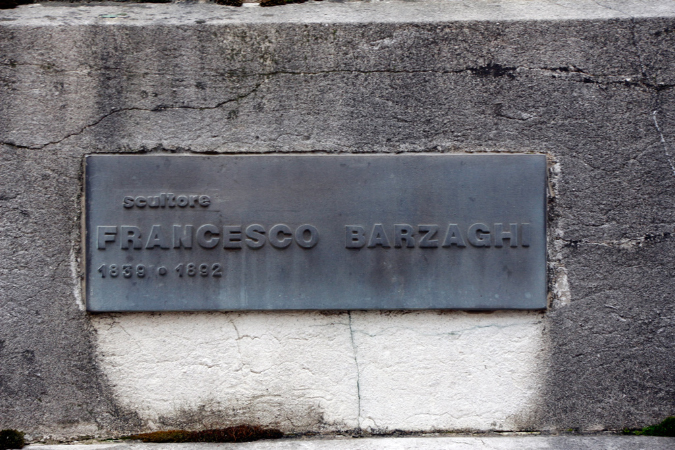 scultore
FRANCESCO BARZAGHI
1839 • 1892